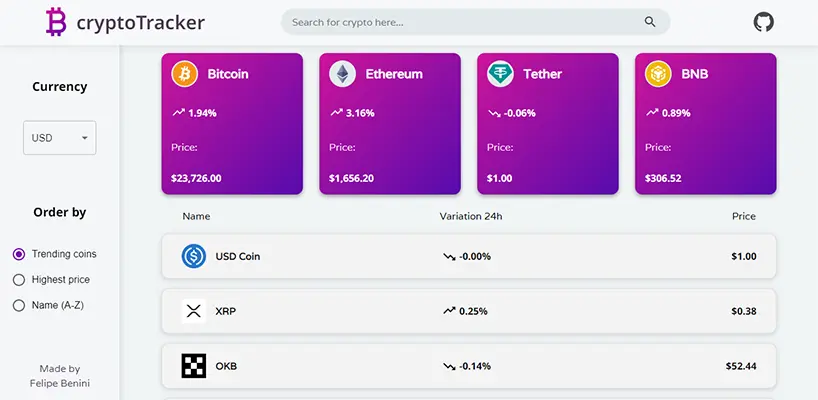 cryptoTracker
Search for crypto here...
Currency
USD
Order by
Trending coins
Highest price
Name (A-Z)
Made by
Felipe Benini
Bitcoin
1.94%
Price:
$23,726.00
Ethereum
3.16%
Price:
$1,656.20
Tether
-0.06%
Price:
$1.00
BNB
0.89%
Price:
$306.52
Name Variation 24h Price
USD Coin -0.00% $1.00
XRP 0.25% $0.38
OKB -0.14% $52.44